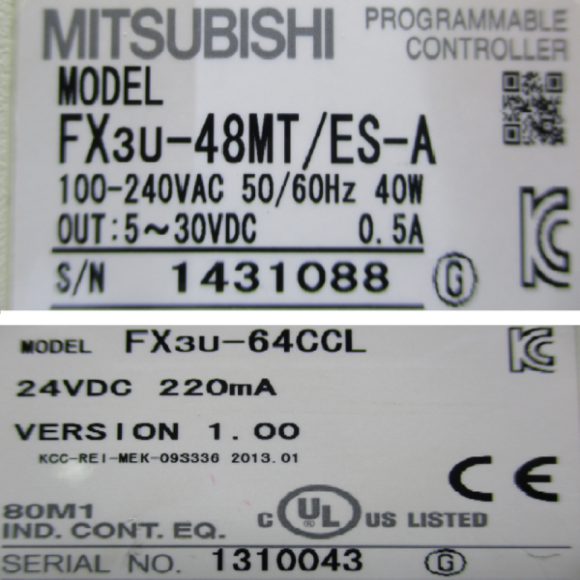 MITSUBISHI PROGRAMMABLE
CONTROLLER
MODEL
FX3U-48MT/ES-A
100-240VAC 50/60Hz 40W
OUT:5~30VDC 0.5A
S/N 1431088 G
MODEL FX3U-64CCL
24VDC 220mA
VERSION 1.00
KCC-REI-MEK-09S336 2013.01
CE
80M1
IND. CONT. EQ. C UL US LISTED
SERIAL NO. 1310043 G